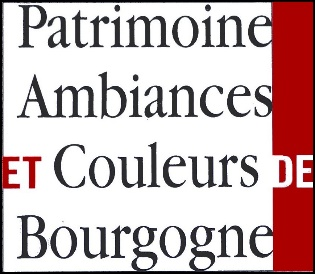 Patrimoine
Ambiances
ET Couleurs DE
Bourgogne